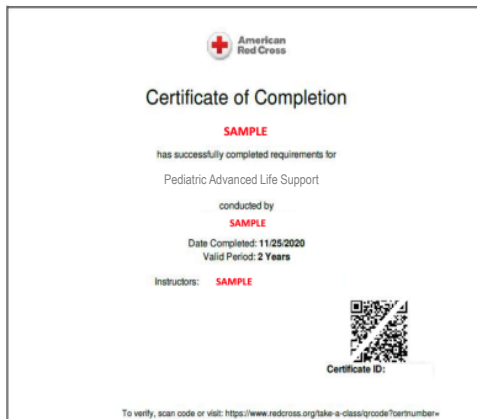 American
Red Cross
Certificate of Completion
SAMPLE
has successfully completed requirements for
Pediatric Advanced Life Support
conducted by
SAMPLE
Date Completed: 11/25/2020
Valid Period: 2 Years
Instructors: SAMPLE
Certificate ID:
To verify, scan code or visit: https://www.redcross.org/take-a-class/qrcode?certnumber=